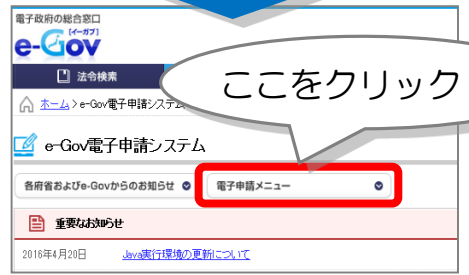 電子政府の総合窓口
[イーガブ]
e-Gov
法令検索
ここをクリック
ホーム > e-Gov電子申請システム
e-Gov電子申請システム
各府省およびe-Govからのお知らせ
電子申請メニュー
重要なお知らせ
2016年4月20日 Java実行環境の更新について